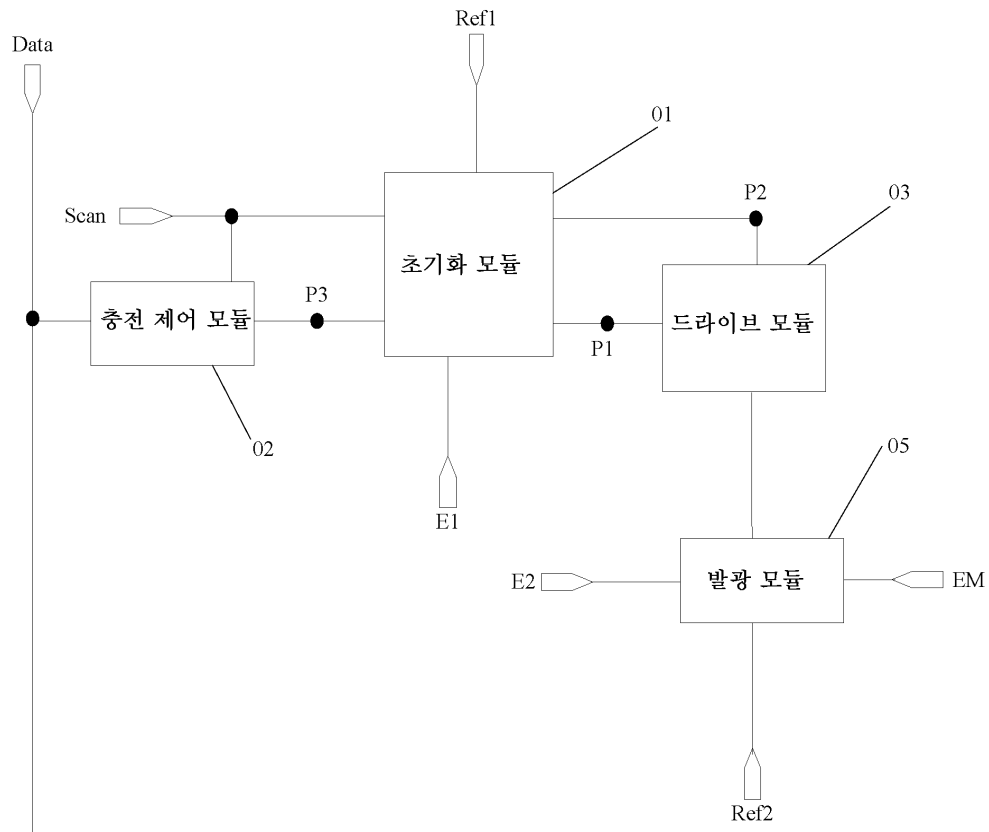 Ref1
Data
01
Scan
P2
03
초기화 모듈
P3
충전 제어 모듈
드라이브 모듈
P1
02
05
E1
E2
발광 모듈
EM
Ref2